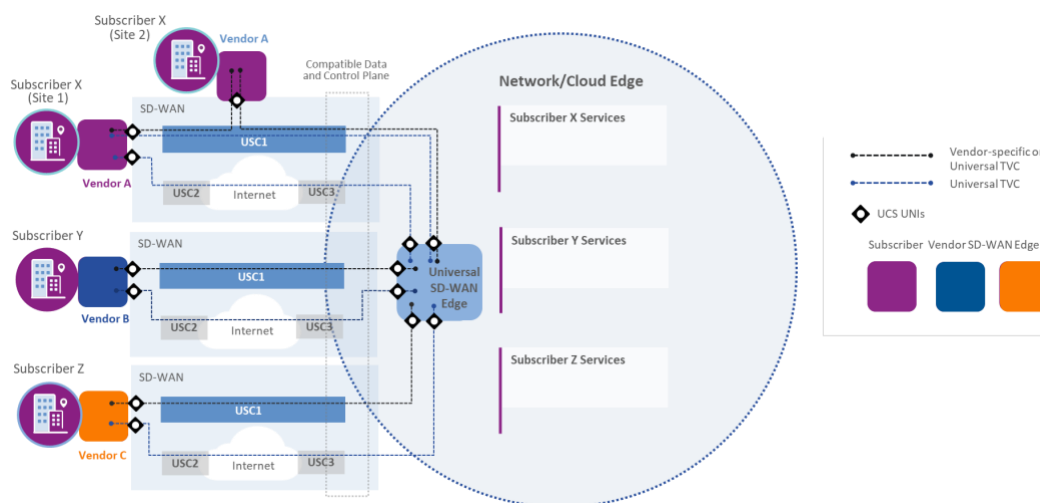 Subscriber X
(Site 2)
Vendor A
Subscriber X
(Site 1)
Vendor A
SD-WAN
Compatible Data
and Control Plane
USC1
USC2
Internet
USC3
Subscriber Y
Vendor B
SD-WAN
USC1
USC2
Internet
USC3
Subscriber Z
Vendor C
SD-WAN
USC1
USC2
Internet
USC3
Universal
SD-WAN
Edge
Network/Cloud Edge
Subscriber X Services
Subscriber Y Services
Subscriber Z Services
Vendor-specific o
Universal TVC
Universal TVC
UCS UNIs
Subscriber Vendor SD-WAN Edge